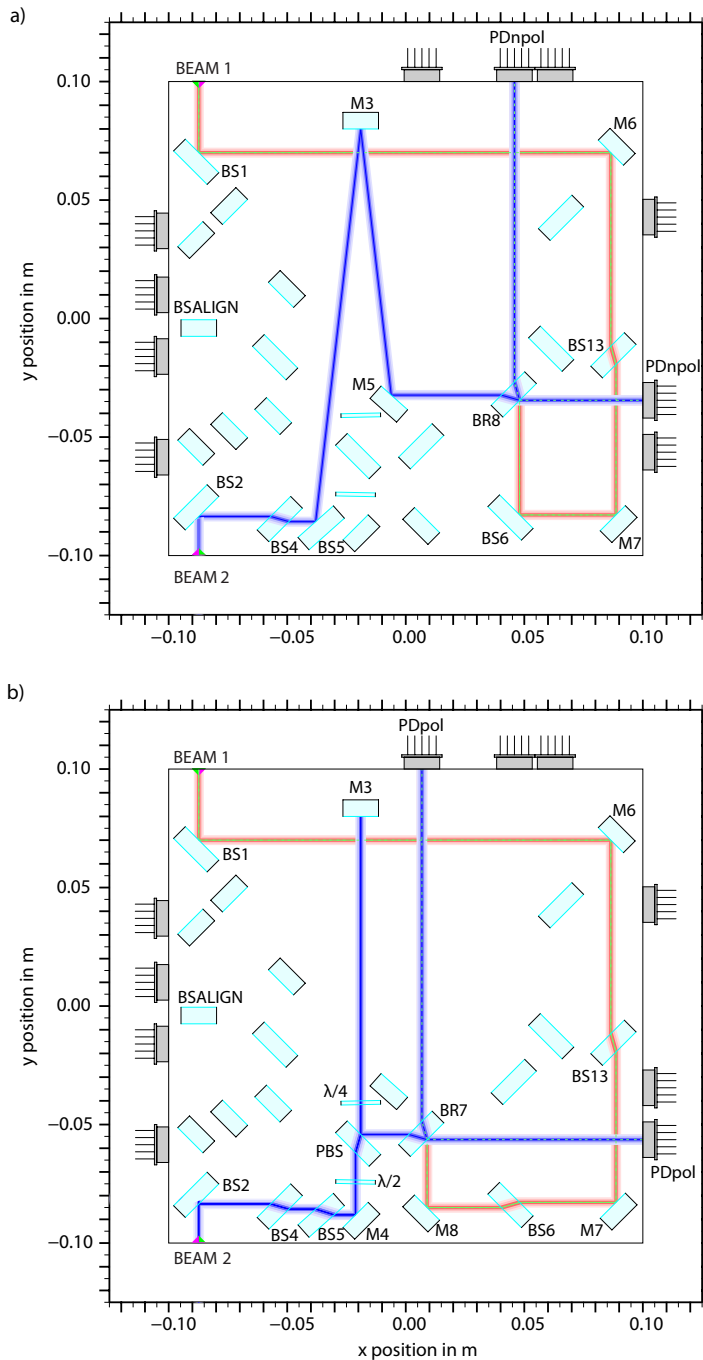 a)
PDnpol
BEAM 1
M3
M6
BS1
BSALIGN
BS13
M5
PDnpol
BR8
BS2
BS4
BS5
BS6
M7
BEAM 2
y position in m
0.10
0.05
0.00
−0.05
−0.10
−0.10
−0.05
0.00
0.05
0.10
b)
PDpol
BEAM 1
M3
M6
BS1
BSALIGN
BS13
λ/4
BR7
PBS
PDpol
λ/2
BS2
BS4
BS5
M4
M8
BS6
M7
BEAM 2
y position in m
0.10
0.05
0.00
−0.05
−0.10
−0.10
−0.05
0.00
0.05
0.10
x position in m